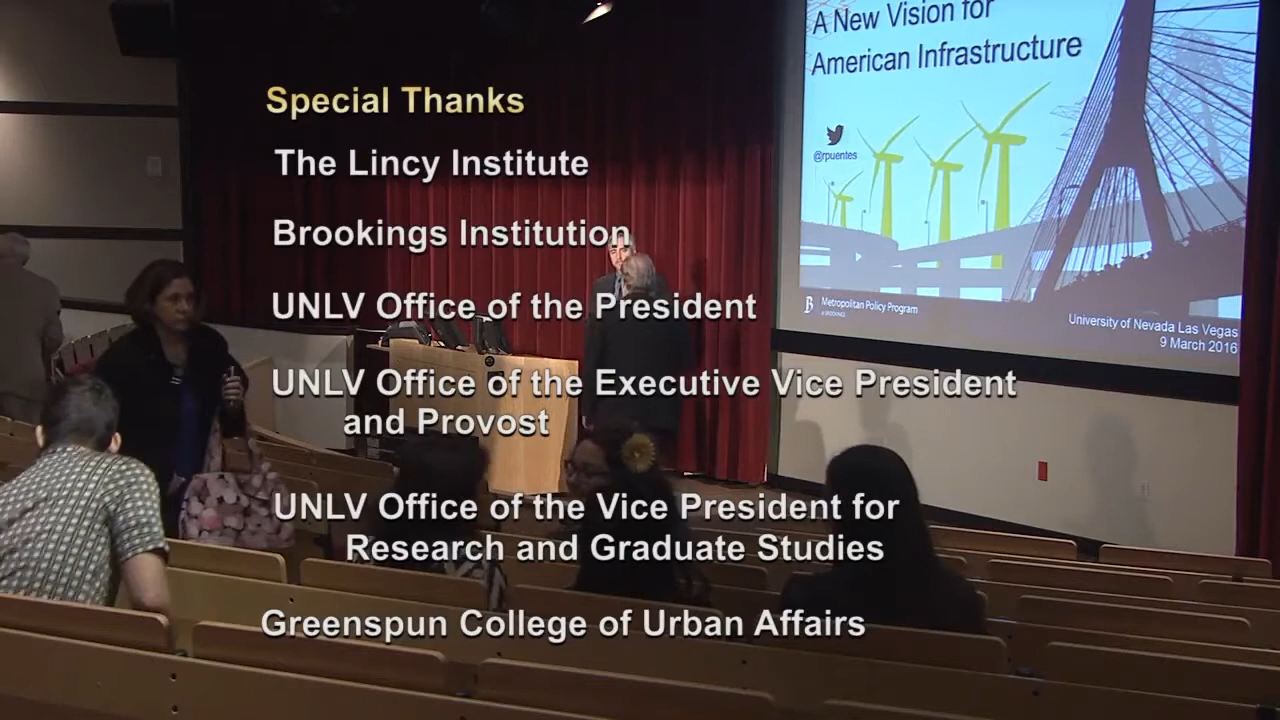 A New Vision for
American Infrastructure
@rpuentes
Metropolitan Policy Program
University of Nevada Las Vegas
9 March 2016
Special Thanks
The Lincy Institute
Brookings Institution
UNLV Office of the President
UNLV Office of the Executive Vice President
and Provost
UNLV Office of the Vice President for
Research and Graduate Studies
Greenspun College of Urban Affairs